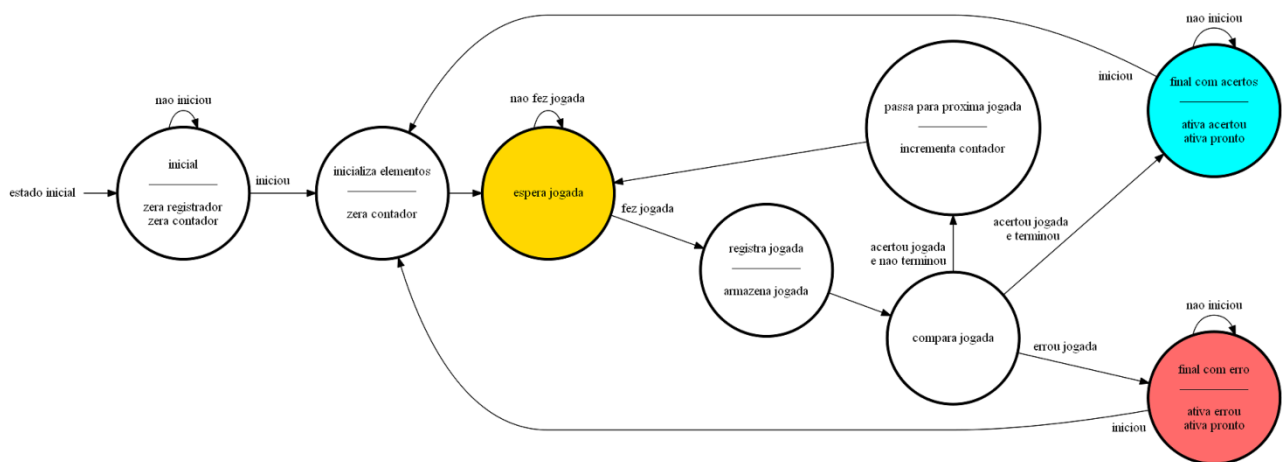 estado inicial
nao iniciou
inicial
zera registrador
zera contador
iniciou
inicializa elementos
zera contador
nao fez jogada
espera jogada
fez jogada
registra jogada
armazena jogada
passa para proxima jogada
incrementa contador
acertou jogada
e nao terminou
compara jogada
acertou jogada
e terminou
errou jogada
nao iniciou
iniciou
final com acertos
ativa acertou
ativa pronto
nao iniciou
final com erro
ativa errou
ativa pronto
iniciou